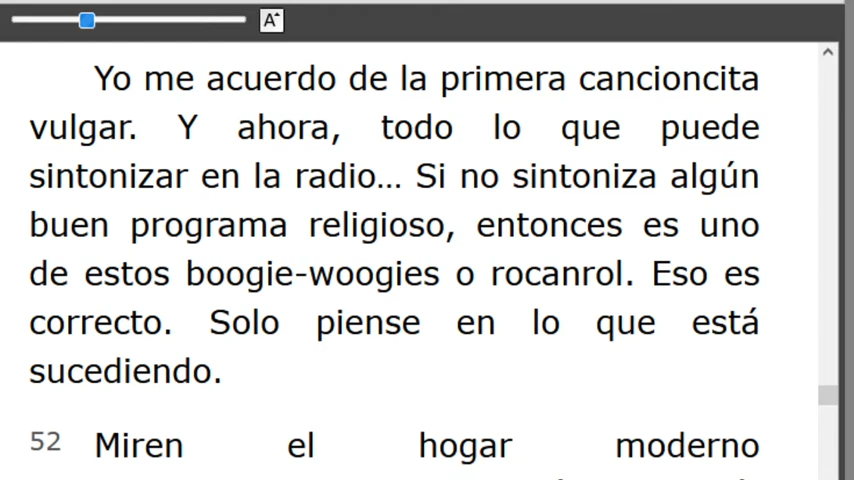 A
Yo me acuerdo de la primera cancioncita
vulgar. Y ahora, todo lo que puede
sintonizar en la radio... Si no sintoniza algún
buen programa religioso, entonces es uno
de estos boogie-woogies o rocanrol. Eso es
correcto. Solo piense en lo que está
sucediendo.
52 Miren el hogar moderno